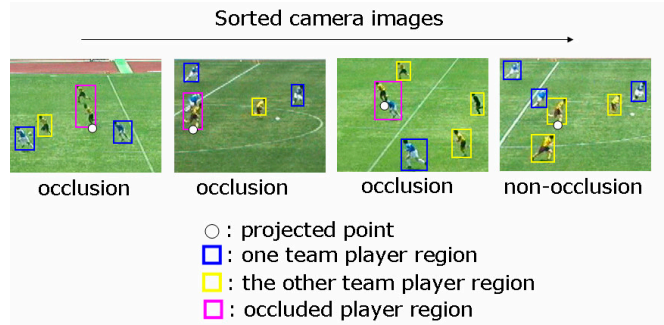 Sorted camera images
occlusion
occlusion
occlusion
non-occlusion
: projected point
: one team player region
: the other team player region
: occluded player region